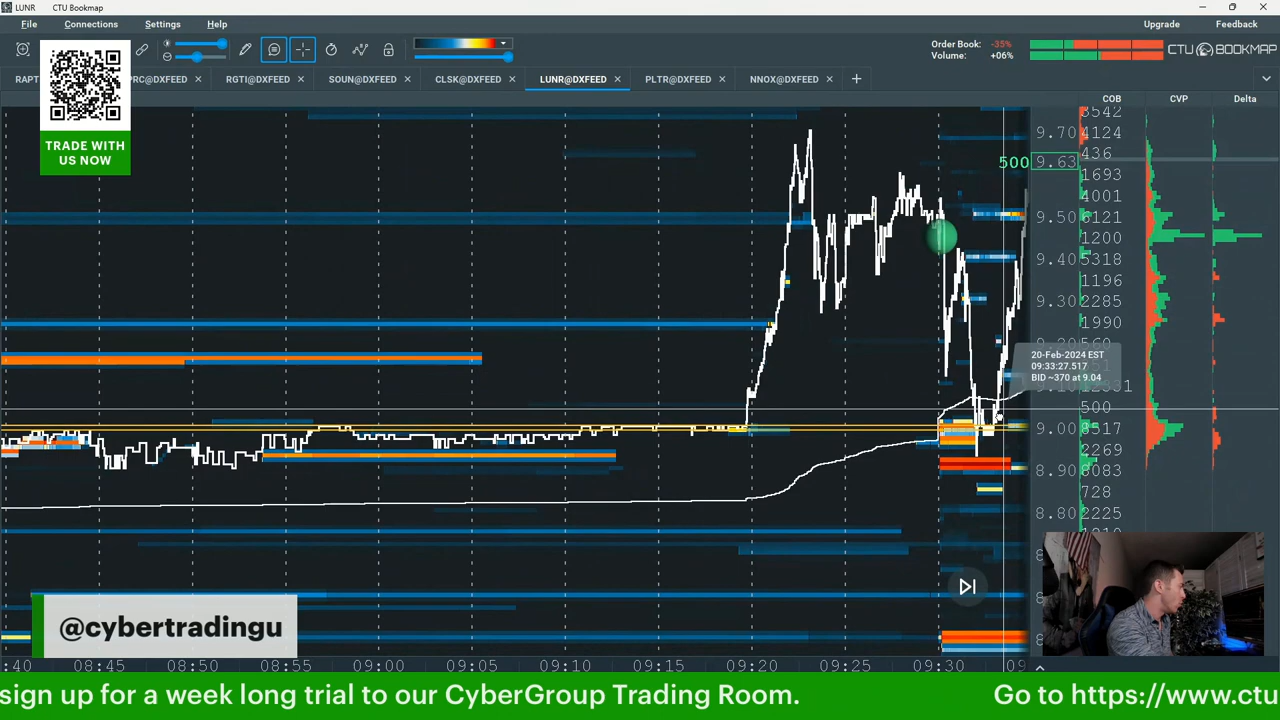 LUNR CTU Bookmap
File Connections Settings Help Upgrade Feedback
Order Book: -35%
Volume: +06%
CTU BOOKMAP
RAPT
PRC@DXFEED
RGTI@DXFEED
SOUN@DXFEED
CLSK@DXFEED
LUNR@DXFEED
PLTR@DXFEED
NNOX@DXFEED
TRADE WITH
US NOW
COB CVP Delta
3542
9.70 4124
436
500 9.63
1693
4001
9.50 6121
1200
9.40 5318
1196
9.30 2285
1990
20-Feb-2024 EST
09:33:27.517
BID ~370 at 9.04
500
9.00 8517
2269
8.90 8083
728
8.80 2225
@cybertradingu
:40 08:45 08:50 08:55 09:00 09:05 09:10 09:15 09:20 09:25 09:30 09
sign up for a week long trial to our CyberGroup Trading Room. Go to https://www.ctu